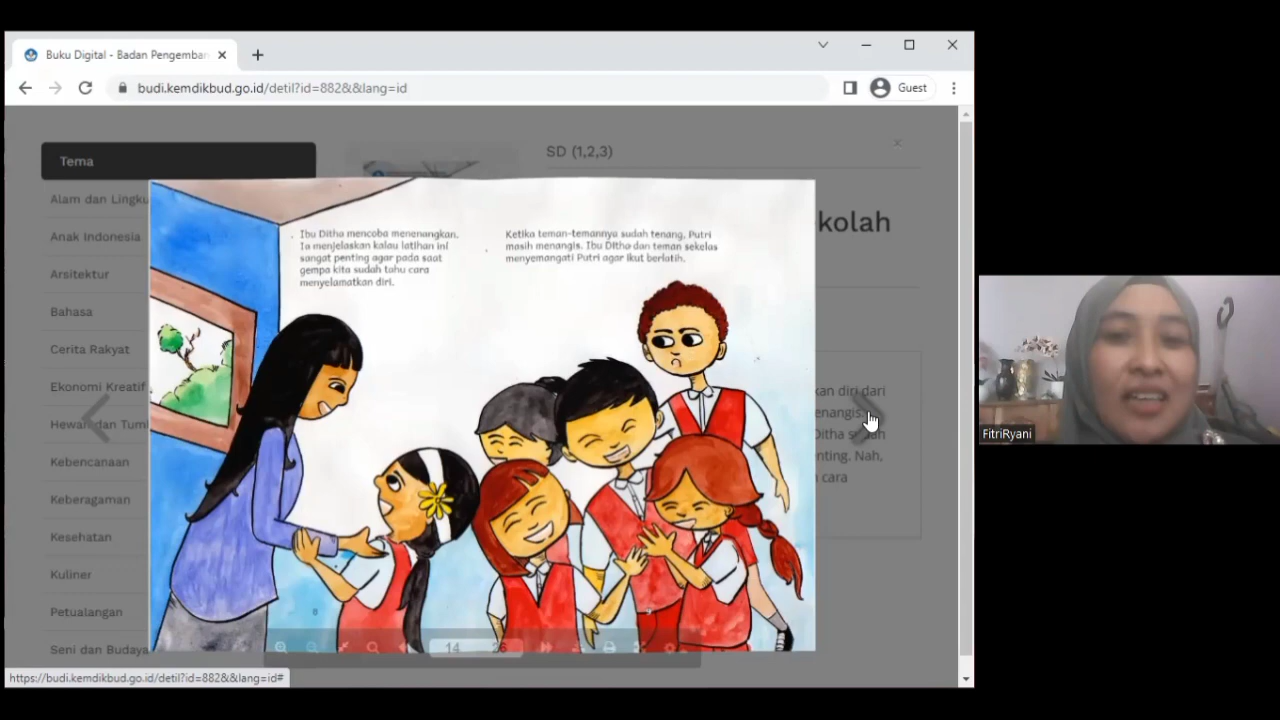 Buku Digital - Badan Pengemban
budi.kemdikbud.go.id/detil?id=882&&lang=id
Guest
Tema
SD (1,2,3)
Alam dan Lingku
kolah
Anak Indonesia
Arsitektur
Bahasa
Cerita Rakyat
Ekonomi Kreatif
Hewan dan Tum
Kebencanaan
Keberagaman
Kesehatan
Kuliner
Petualangan
Seni dan Budaya
Ibu Ditha mencoba menenangkan.
Ia menjelaskan kalau latihan ini
sangat penting agar pada saat
gempa kita sudah tahu cara
menyelamatkan diri.
Ketika teman-temannya sudah tenang, Putri
masih menangis. Ibu Ditha dan teman sekelas
menyemangati Putri agar ikut berlatih.
kan diri dari
enangis.
Ditha sudah
nting. Nah,
cara
8
9
14
26
https://budi.kemdikbud.go.id/detil?id=882&&lang=id#
FitriRyani